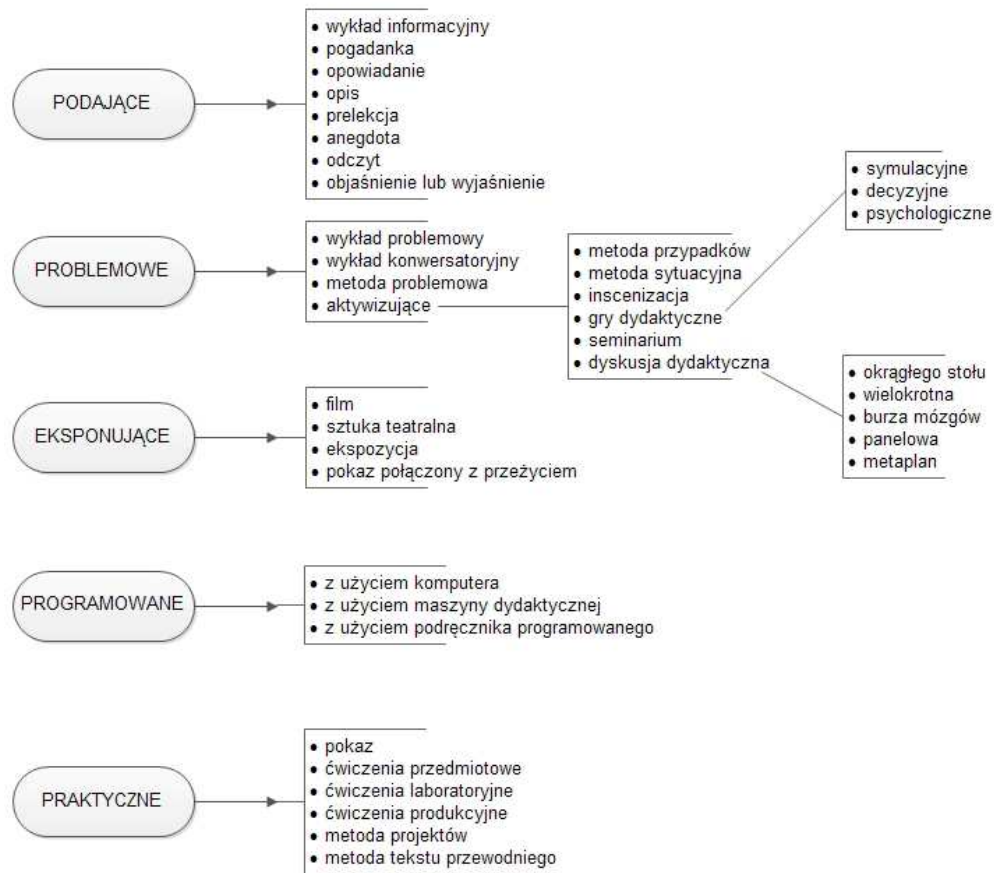 PODAJĄCE
• wykład informacyjny
• pogadanka
• opowiadanie
• opis
• prelekcja
• anegdota
• odczyt
• objaśnienie lub wyjaśnienie
PROBLEMOWE
• wykład problemowy
• wykład konwersatoryjny
• metoda problemowa
• aktywizujące
• metoda przypadków
• metoda sytuacyjna
• inscenizacja
• gry dydaktyczne
• seminarium
• dyskusja dydaktyczna
• symulacyjne
• decyzyjne
• psychologiczne
• okrągłego stołu
• wielokrotna
• burza mózgów
• panelowa
• metaplan
EKSPONUJĄCE
• film
• sztuka teatralna
• ekspozycja
• pokaz połączony z przeżyciem
PROGRAMOWANE
• z użyciem komputera
• z użyciem maszyny dydaktycznej
• z użyciem podręcznika programowanego
PRAKTYCZNE
• pokaz
• ćwiczenia przedmiotowe
• ćwiczenia laboratoryjne
• ćwiczenia produkcyjne
• metoda projektów
• metoda tekstu przewodniego